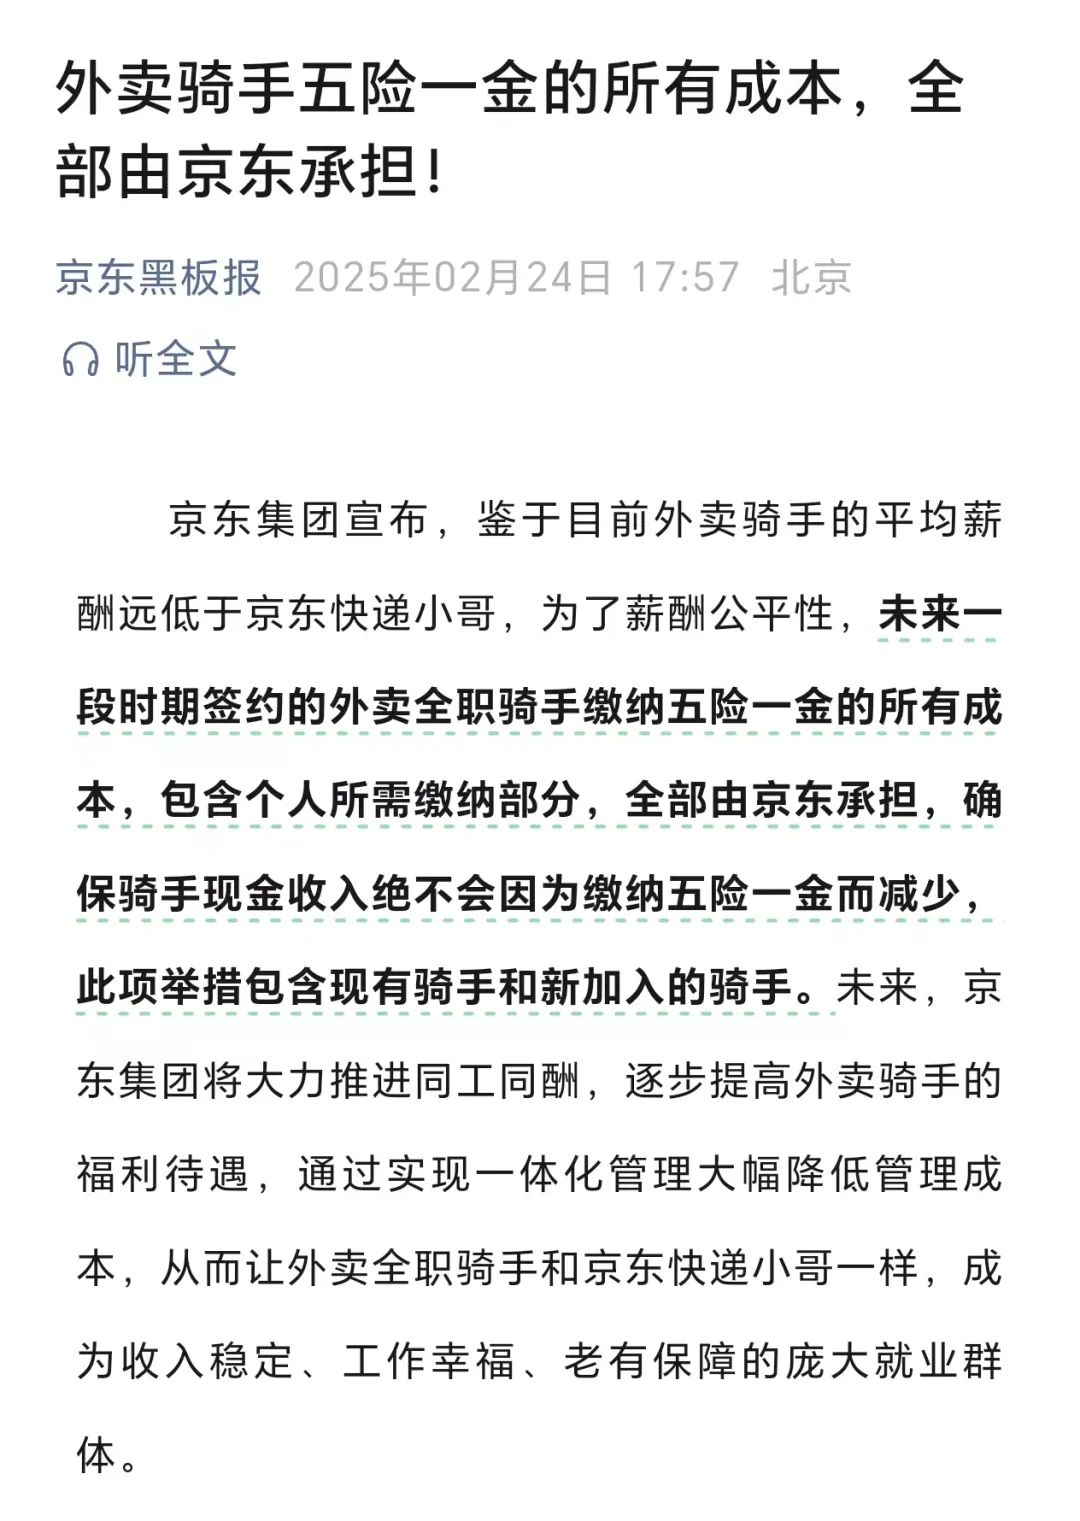 外卖骑手五险一金的所有成本，全
部由京东承担！
京东黑板报 2025年02月24日 17:57 北京
听全文
京东集团宣布，鉴于目前外卖骑手的平均薪
酬远低于京东快递小哥，为了薪酬公平性，未来一
段时期签约的外卖全职骑手缴纳五险一金的所有成
本，包含个人所需缴纳部分，全部由京东承担，确
保骑手现金收入绝不会因为缴纳五险一金而减少，
此项举措包含现有骑手和新加入的骑手。未来，京
东集团将大力推进同工同酬，逐步提高外卖骑手的
福利待遇，通过实现一体化管理大幅降低管理成
本，从而让外卖全职骑手和京东快递小哥一样，成
为收入稳定、工作幸福、老有保障的庞大就业群
体。